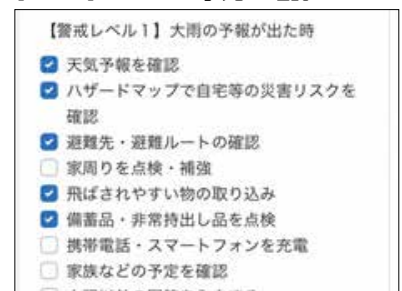 【警戒レベル１】大雨の予報が出た時
天気予報を確認
ハザードマップで自宅等の災害リスクを
確認
避難先・避難ルートの確認
家周りを点検・補強
飛ばされやすい物の取り込み
備蓄品・非常持出し品を点検
携帯電話・スマートフォンを充電
家族などの予定を確認